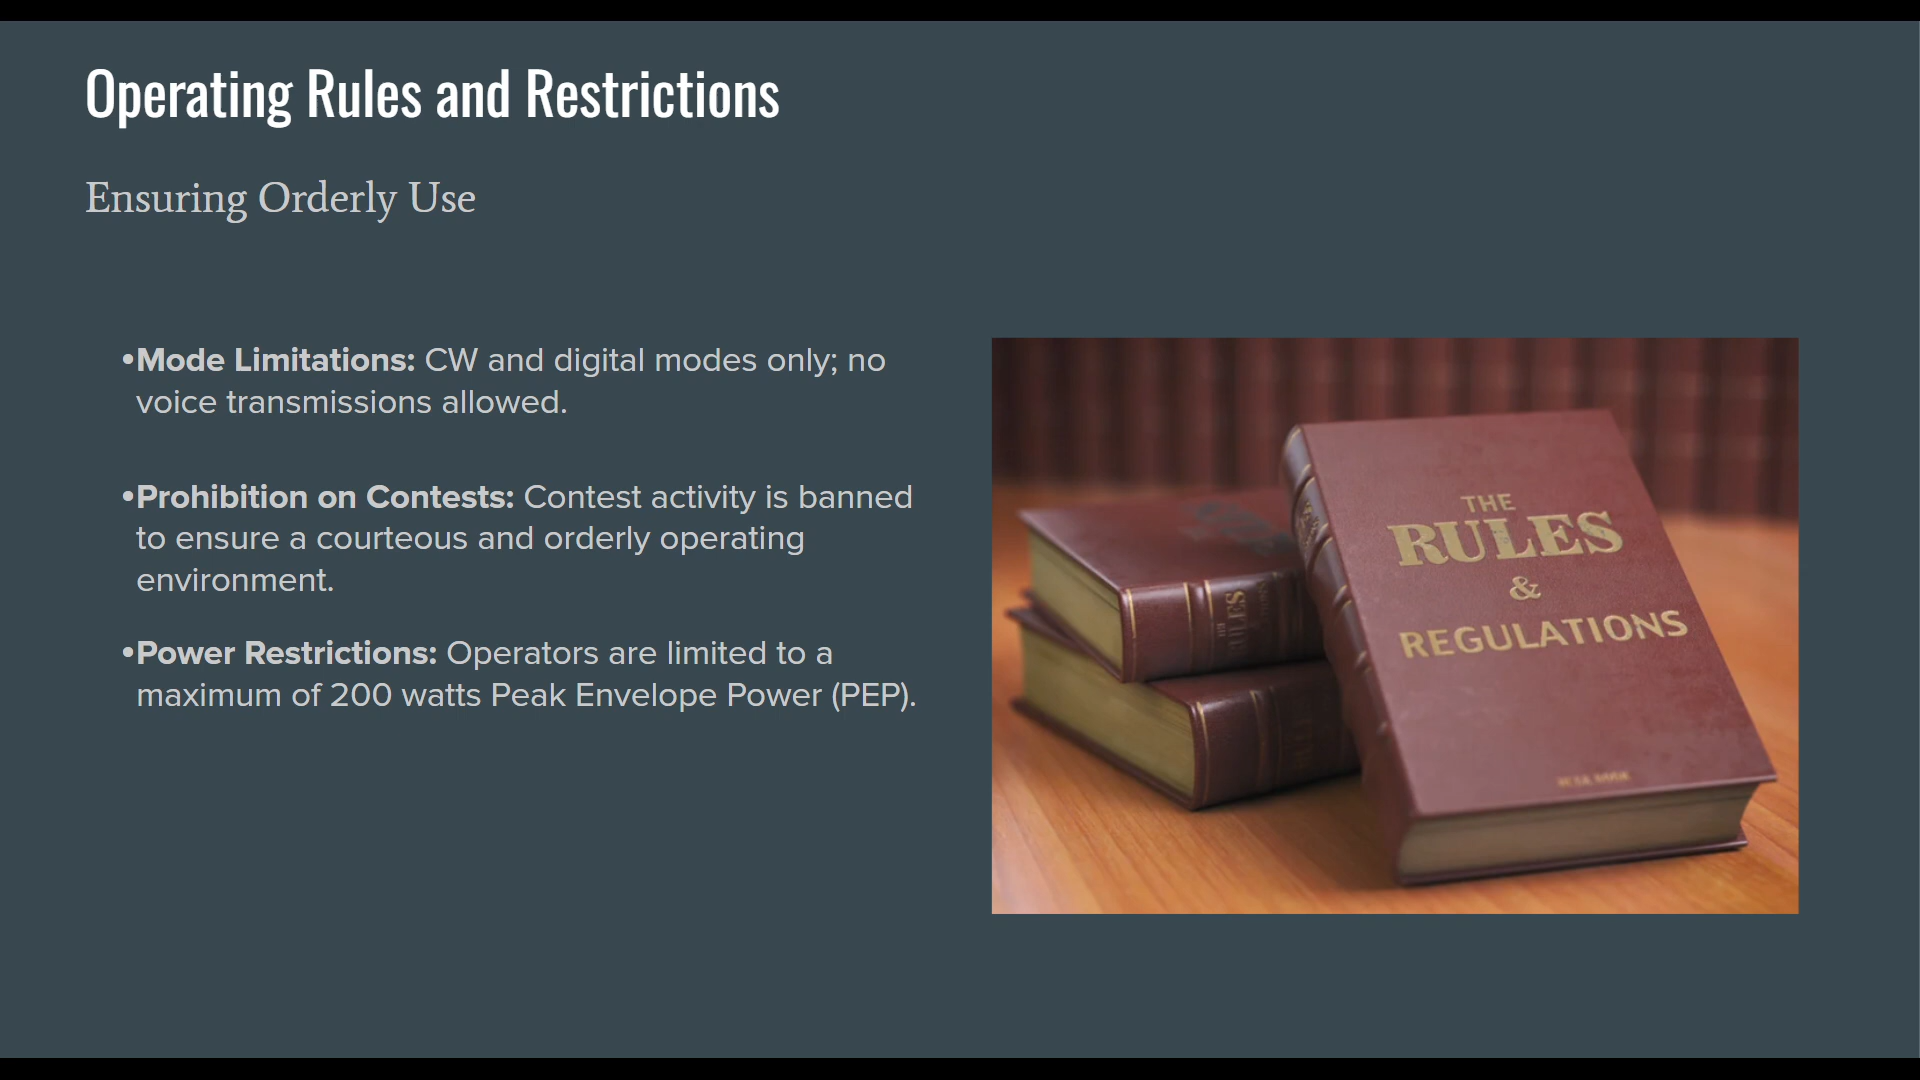 Operating Rules and Restrictions
Ensuring Orderly Use
•Mode Limitations: CW and digital modes only; no
voice transmissions allowed.
•Prohibition on Contests: Contest activity is banned
to ensure a courteous and orderly operating
environment.
•Power Restrictions: Operators are limited to a
maximum of 200 watts Peak Envelope Power (PEP).
THE
RULES
&
REGULATIONS
THE
RULES